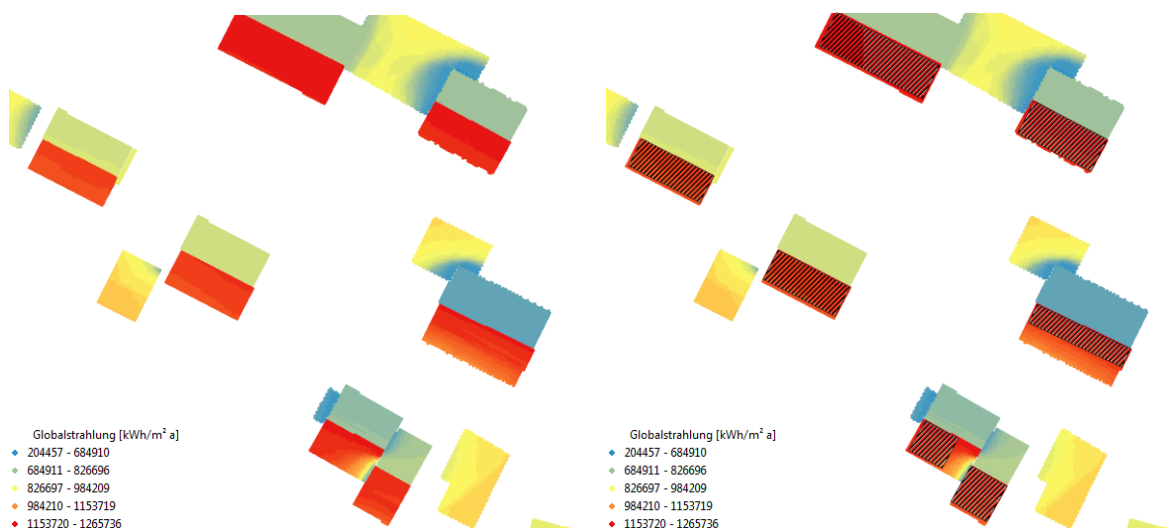 Globalstrahlung [kWh/m² a]
204457 - 684910
684911 - 826696
826697 - 984209
984210 - 1153719
1153720 - 1265736
Globalstrahlung [kWh/m² a]
204457 - 684910
684911 - 826696
826697 - 984209
984210 - 1153719
1153720 - 1265736